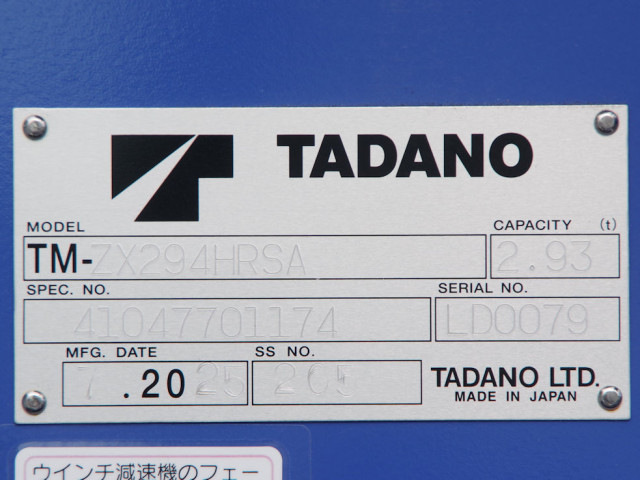 TADANO
MODEL
TM-ZX294HRSA
CAPACITY (t)
2.93
SPEC. NO.
41047701174
SERIAL NO.
LD0079
MFG. DATE
7.2025
SS NO.
TADANO LTD.
MADE IN JAPAN
ウインチ減速機のフェー